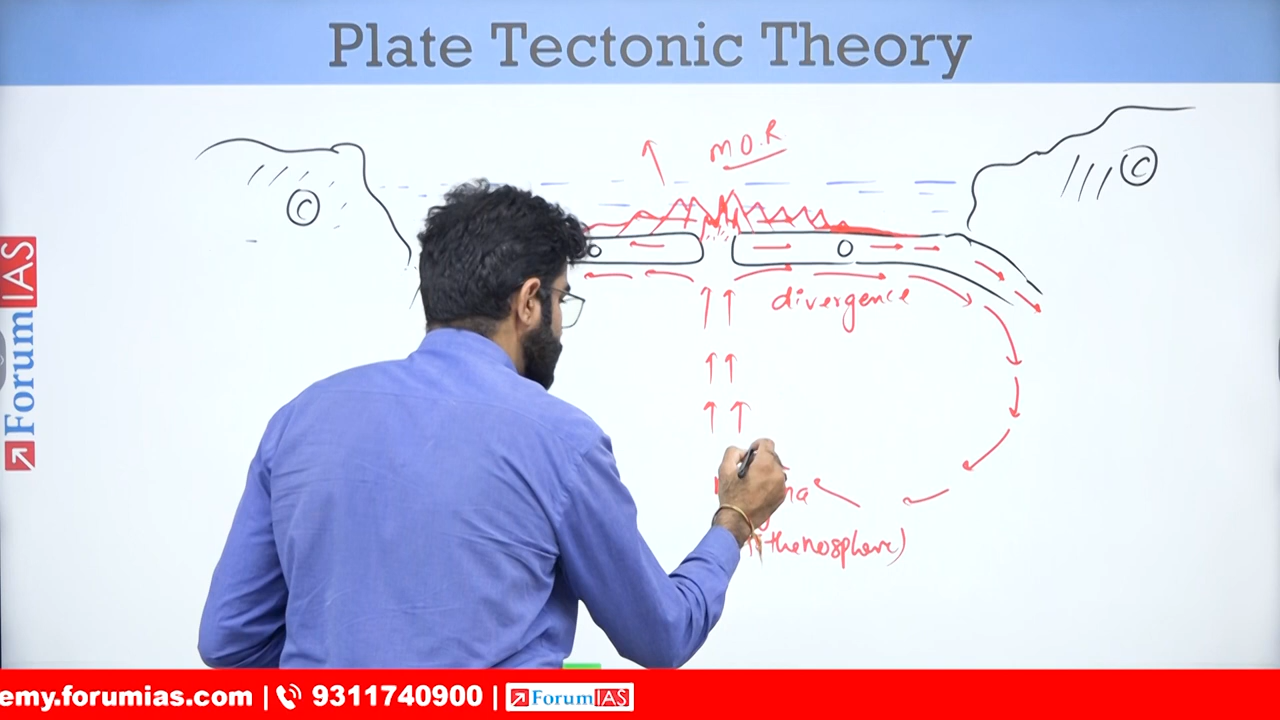 Plate Tectonic Theory
M.O.R
C
C
O
O
divergence
ForumIAS
emy.forumias.com | 9311740900 | ForumIAS